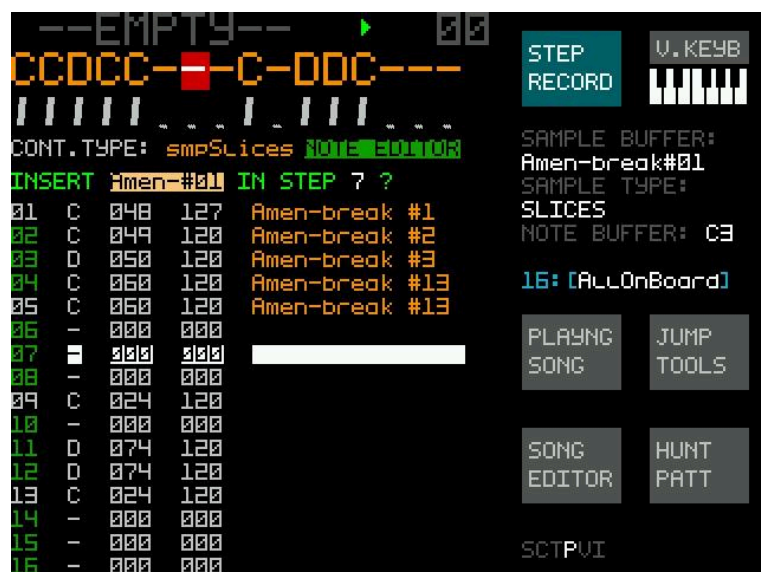 --EMPTY-- 00
CCDCC---C-DDC---
CONT.TYPE: smpSLices NOTE EDITOR
INSERT Amen-#01 IN STEP 7 ?
01 C 048 127 Amen-break #1
02 C 049 120 Amen-break #2
03 D 050 120 Amen-break #3
04 C 060 120 Amen-break #13
05 C 060 120 Amen-break #13
06 - 000 000
07 - 000 000
08 - 000 000
09 C 024 120
10 - 000 000
11 D 074 120
12 D 074 120
13 C 024 120
14 - 000 000
15 - 000 000
16 - 000 000
STEP RECORD
V.KEYB
SAMPLE BUFFER:
Amen-break#01
SAMPLE TYPE:
SLICES
NOTE BUFFER: C3
16:[ALLOnBoard]
PLAYNG
SONG
JUMP
TOOLS
SONG
EDITOR
HUNT
PATT
SCTPVI